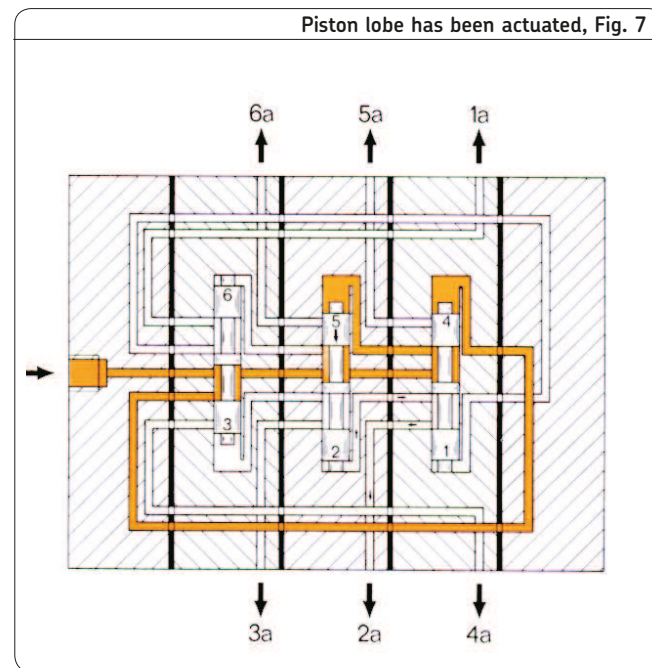 Piston lobe has been actuated, Fig. 7
6a 5a 1a
6 5 4
3 2 1
3a 2a 4a